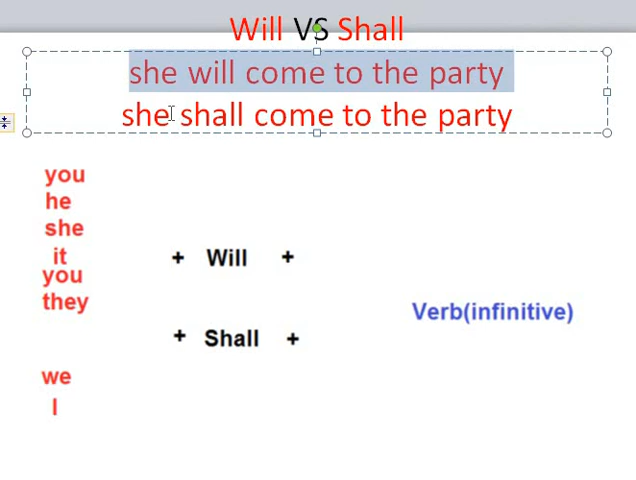 Will VS Shall
she will come to the party
she shall come to the party
you
he
she
it
+ Will +
you
they
Verb(infinitive)
+ Shall +
we
I